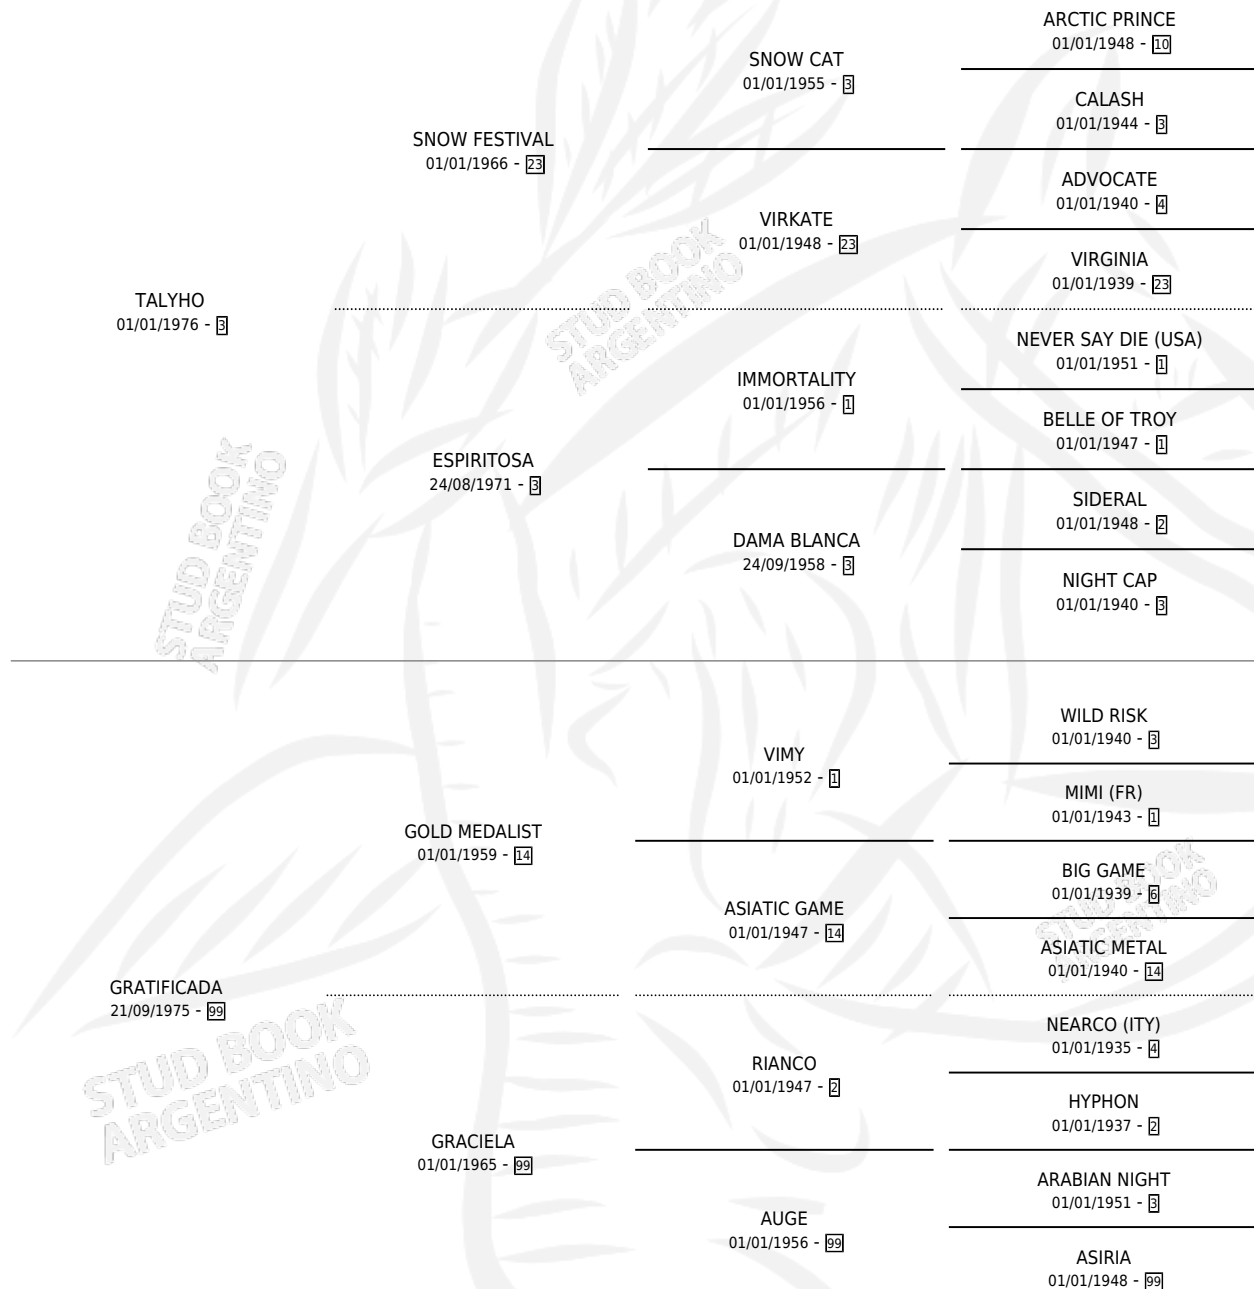 ARCTIC PRINCE
01/01/1948 - 10
SNOW CAT
01/01/1955 - 3
CALASH
01/01/1944 - 3
SNOW FESTIVAL
01/01/1966 - 23
ADVOCATE
01/01/1940 - 4
VIRKATE
01/01/1948 - 23
VIRGINIA
01/01/1939 - 23
TALYHO
01/01/1976 - 3
NEVER SAY DIE (USA)
01/01/1951 - 1
IMMORTALITY
01/01/1956 - 1
BELLE OF TROY
01/01/1947 - 1
ESPIRITOSA
24/08/1971 - 3
SIDERAL
01/01/1948 - 2
DAMA BLANCA
24/09/1958 - 3
NIGHT CAP
01/01/1940 - 3
STUD BOOK
ARGENTINO
STUD BOOK
ARGENTINO
WILD RISK
01/01/1940 - 3
VIMY
01/01/1952 - 1
MIMI (FR)
01/01/1943 - 1
GOLD MEDALIST
01/01/1959 - 14
BIG GAME
01/01/1939 - 6
ASIATIC GAME
01/01/1947 - 14
ASIATIC METAL
01/01/1940 - 14
GRATIFICADA
21/09/1975 - 99
NEARCO (ITY)
01/01/1935 - 4
RIANCO
01/01/1947 - 2
HYPHON
01/01/1937 - 2
GRACIELA
01/01/1965 - 99
ARABIAN NIGHT
01/01/1951 - 3
AUGE
01/01/1956 - 99
ASIRIA
01/01/1948 - 99
STUD BOOK
ARGENTINO
STUD BOOK
ARGENTINO